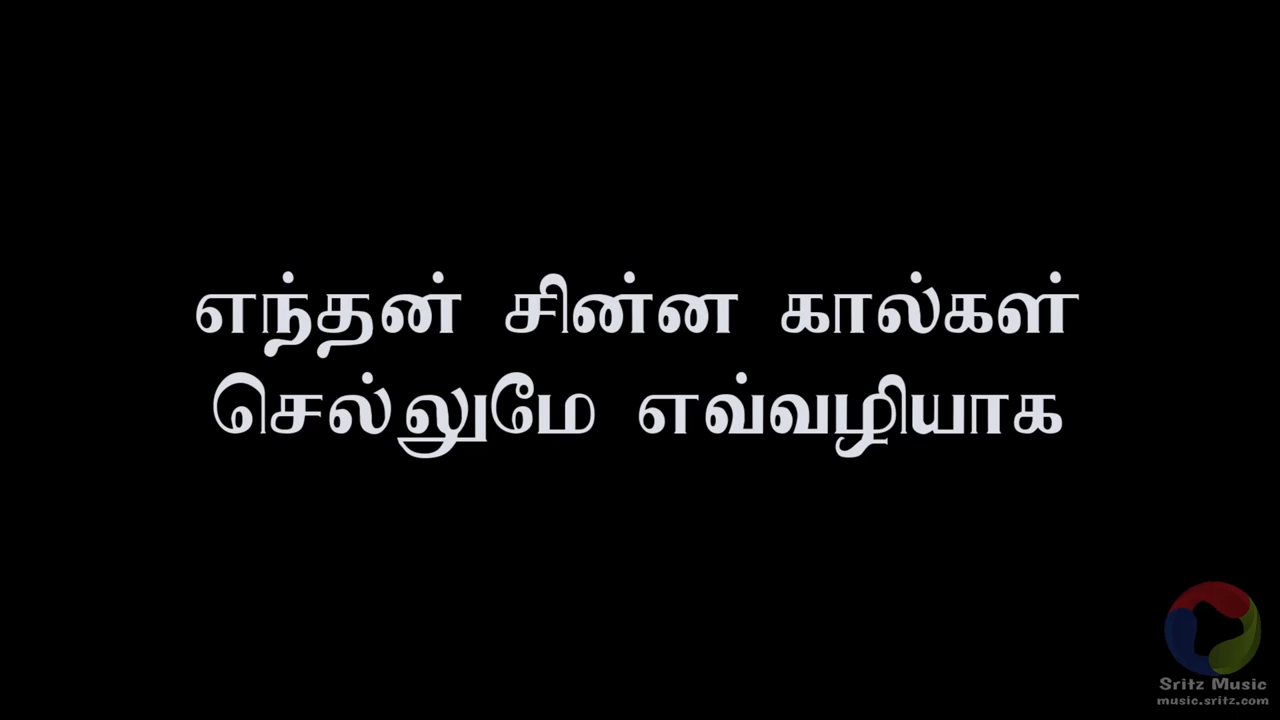 எந்தன் சின்ன கால்கள்
செல்லுமே எவ்வழியாக
Sritz Music
music.sritz.com